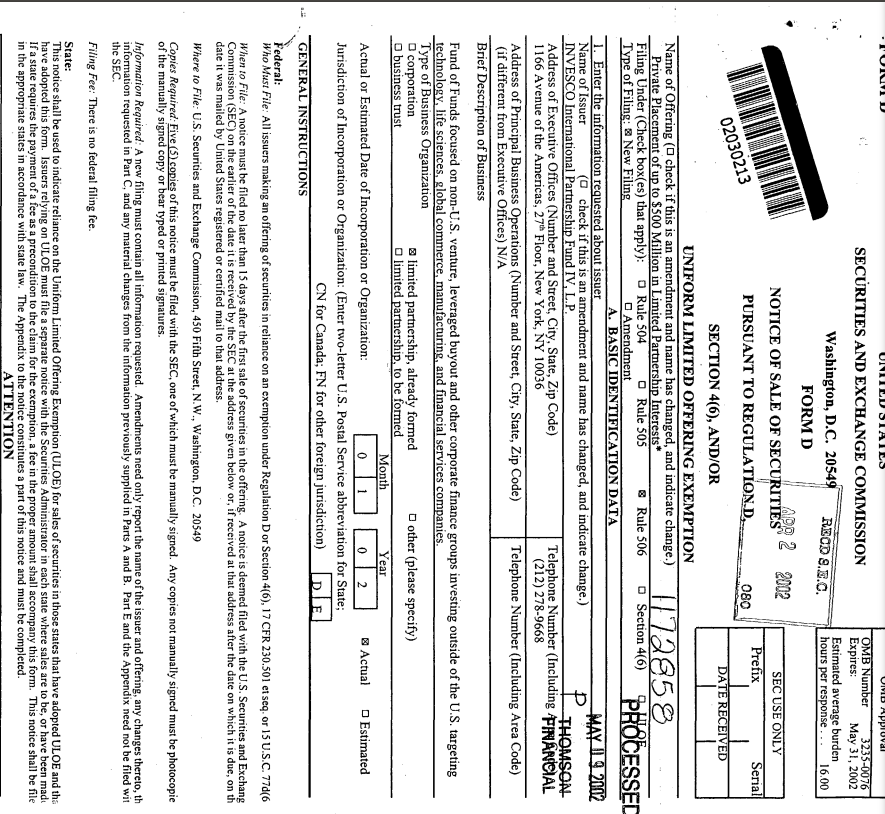 FORM D
UNITED STATES
SECURITIES AND EXCHANGE COMMISSION
Washington, D.C. 20549
FORM D
NOTICE OF SALE OF SECURITIES
PURSUANT TO REGULATION D,
SECTION 4(6), AND/OR
UNIFORM LIMITED OFFERING EXEMPTION
OMB Approval
OMB Number 3235-0076
Expires: May 31, 2002
Estimated average burden
hours per response . . . 16.00
SEC USE ONLY
Prefix Serial
DATE RECEIVED
02030213
RECD S.E.C.
APR 2 2002
080
1172858
Name of Offering (☐ check if this is an amendment and name has changed, and indicate change.)
Private Placement of up to $500 Million in Limited Partnership Interests*
Filing Under (Check box(es) that apply): ☐ Rule 504 ☐ Rule 505 ☒ Rule 506 ☐ Section 4(6) ☐ ULOE
Type of Filing: ☒ New Filing ☐ Amendment
PROCESSED
A. BASIC IDENTIFICATION DATA
1. Enter the information requested about issuer
MAY 09 2002
Name of Issuer (☐ check if this is an amendment and name has changed, and indicate change.)
INVESCO International Partnership Fund IV, L.P.
P
THOMSON
FINANCIAL
Address of Executive Offices (Number and Street, City, State, Zip Code) Telephone Number (Including
1166 Avenue of the Americas, 27th Floor, New York, NY 10036 (212) 278-9668
Address of Principal Business Operations (Number and Street, City, State, Zip Code) Telephone Number (Including Area Code)
(if different from Executive Offices) N/A
Brief Description of Business
Fund of Funds focused on non-U.S. venture, leveraged buyout and other corporate finance groups investing outside of the U.S. targeting
technology, life sciences, global commerce, manufacturing, and financial services companies.
Type of Business Organization
☐ corporation ☒ limited partnership, already formed ☐ other (please specify)
☐ business trust ☐ limited partnership, to be formed
Month Year
Actual or Estimated Date of Incorporation or Organization: 0 1 0 2 ☒ Actual ☐ Estimated
Jurisdiction of Incorporation or Organization: (Enter two-letter U.S. Postal Service abbreviation for State;
CN for Canada; FN for other foreign jurisdiction) D E
GENERAL INSTRUCTIONS
Federal:
Who Must File: All issuers making an offering of securities in reliance on an exemption under Regulation D or Section 4(6), 17 CFR 230.501 et seq. or 15 U.S.C. 77d(6
When to File: A notice must be filed no later than 15 days after the first sale of securities in the offering. A notice is deemed filed with the U.S. Securities and Exchang
Commission (SEC) on the earlier of the date it is received by the SEC at the address given below or, if received at that address after the date on which it is due, on th
date it was mailed by United States registered or certified mail to that address.
Where to File: U.S. Securities and Exchange Commission, 450 Fifth Street, N.W., Washington, D.C. 20549
Copies Required: Five (5) copies of this notice must be filed with the SEC, one of which must be manually signed. Any copies not manually signed must be photocopie
of the manually signed copy or bear typed or printed signatures.
Information Required: A new filing must contain all information requested. Amendments need only report the name of the issuer and offering, any changes thereto, th
information requested in Part C, and any material changes from the information previously supplied in Parts A and B. Part E and the Appendix need not be filed wit
the SEC.
Filing Fee: There is no federal filing fee.
State:
This notice shall be used to indicate reliance on the Uniform Limited Offering Exemption (ULOE) for sales of securities in those states that have adopted ULOE and tha
have adopted this form. Issuers relying on ULOE must file a separate notice with the Securities Administrator in each state where sales are to be, or have been made
If a state requires the payment of a fee as a precondition to the claim for the exemption, a fee in the proper amount shall accompany this form. This notice shall be file
in the appropriate states in accordance with state law. The Appendix to the notice constitutes a part of this notice and must be completed.
ATTENTION